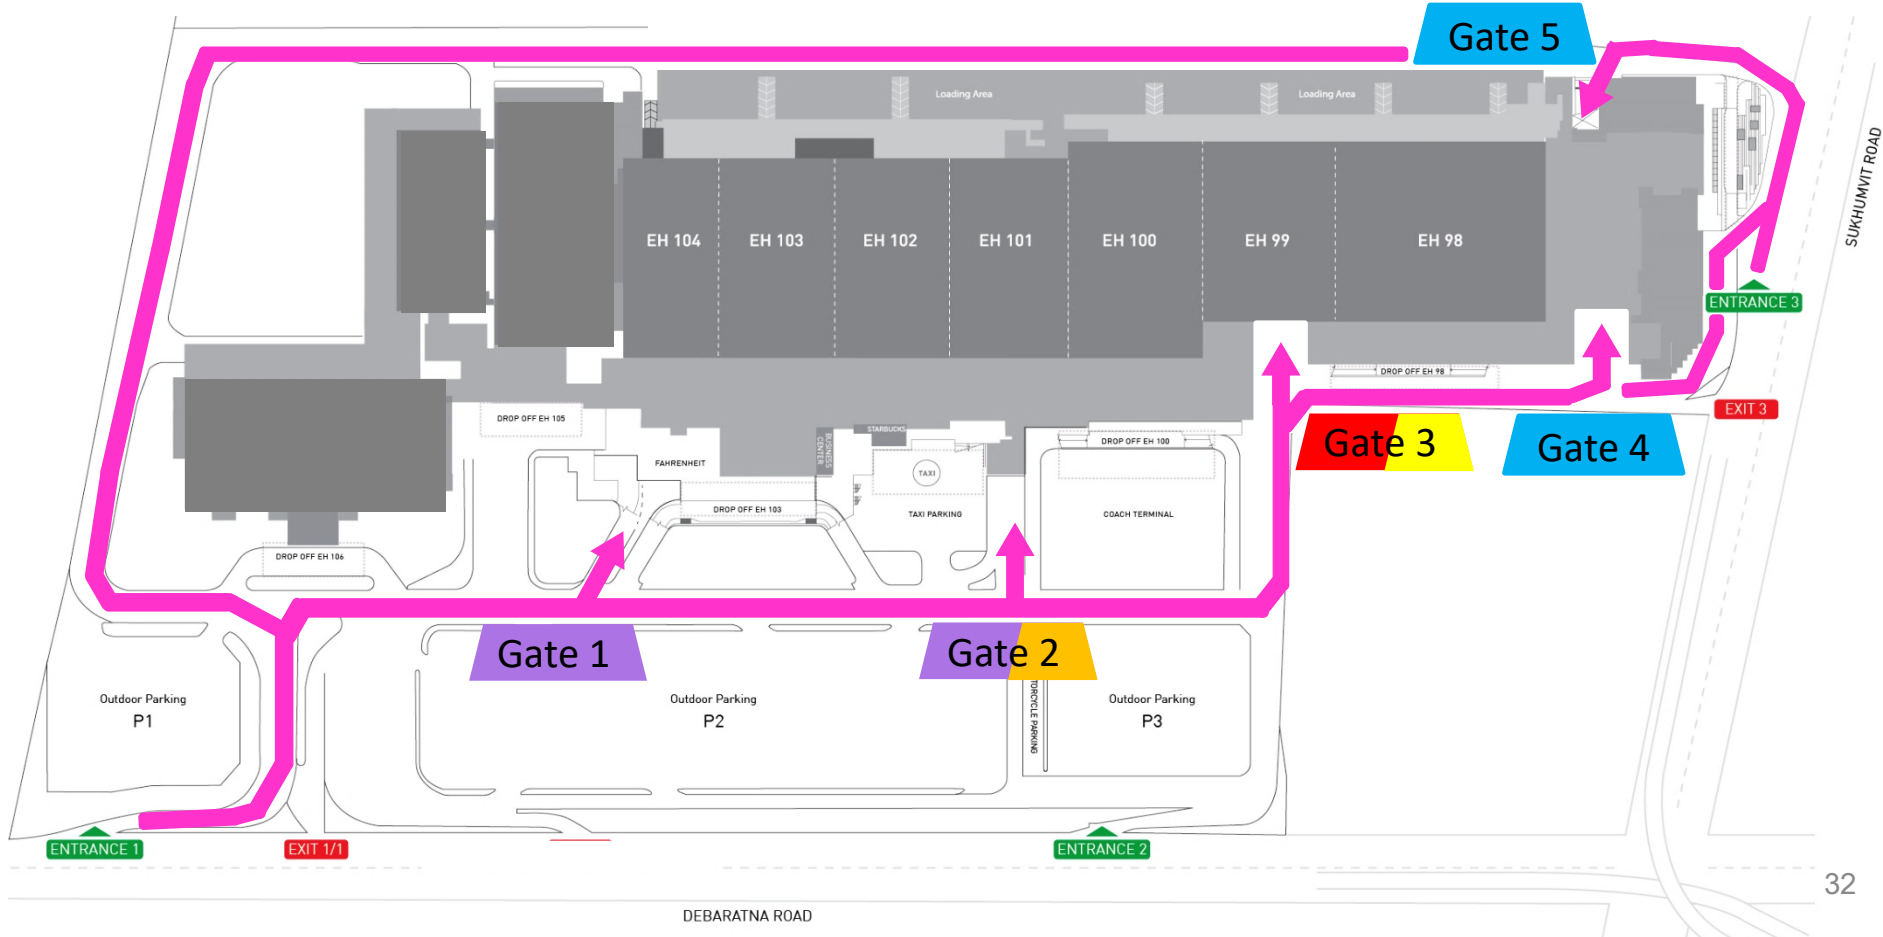 Gate 5
Loading Area
Loading Area
SUKHUMVIT ROAD
EH 104
EH 103
EH 102
EH 101
EH 100
EH 99
EH 98
ENTRANCE 3
DROP OFF EH 98
EXIT 3
DROP OFF EH 105
STARBUCKS
BUSINESS
CENTER
DROP OFF EH 100
Gate 3
Gate 4
FAHRENHEIT
TAXI
DROP OFF EH 103
TAXI PARKING
COACH TERMINAL
DROP OFF EH 106
Gate 1
Gate 2
Outdoor Parking
P1
Outdoor Parking
P2
TORCYCLE PARKING
Outdoor Parking
P3
ENTRANCE 1
EXIT 1/1
ENTRANCE 2
32
DEBARATNA ROAD